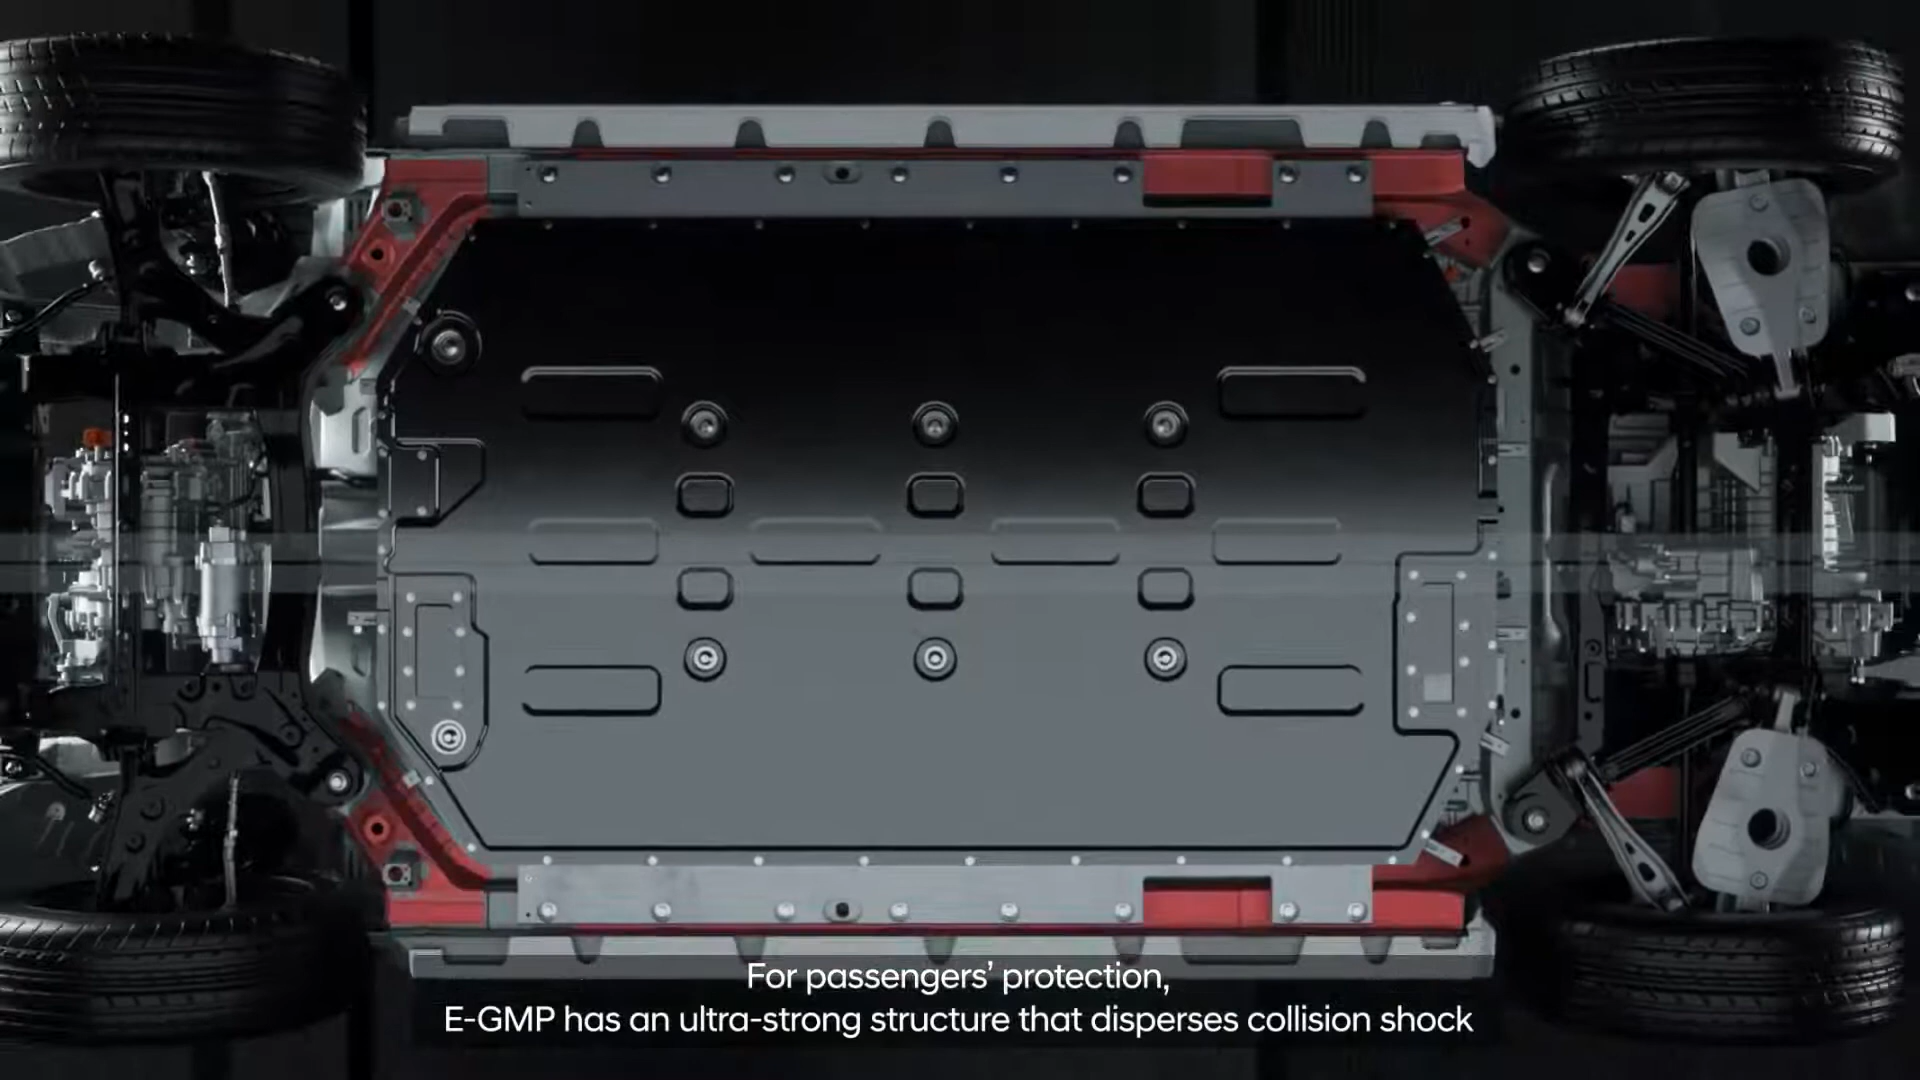 For passengers’ protection,
E-GMP has an ultra-strong structure that disperses collision shock